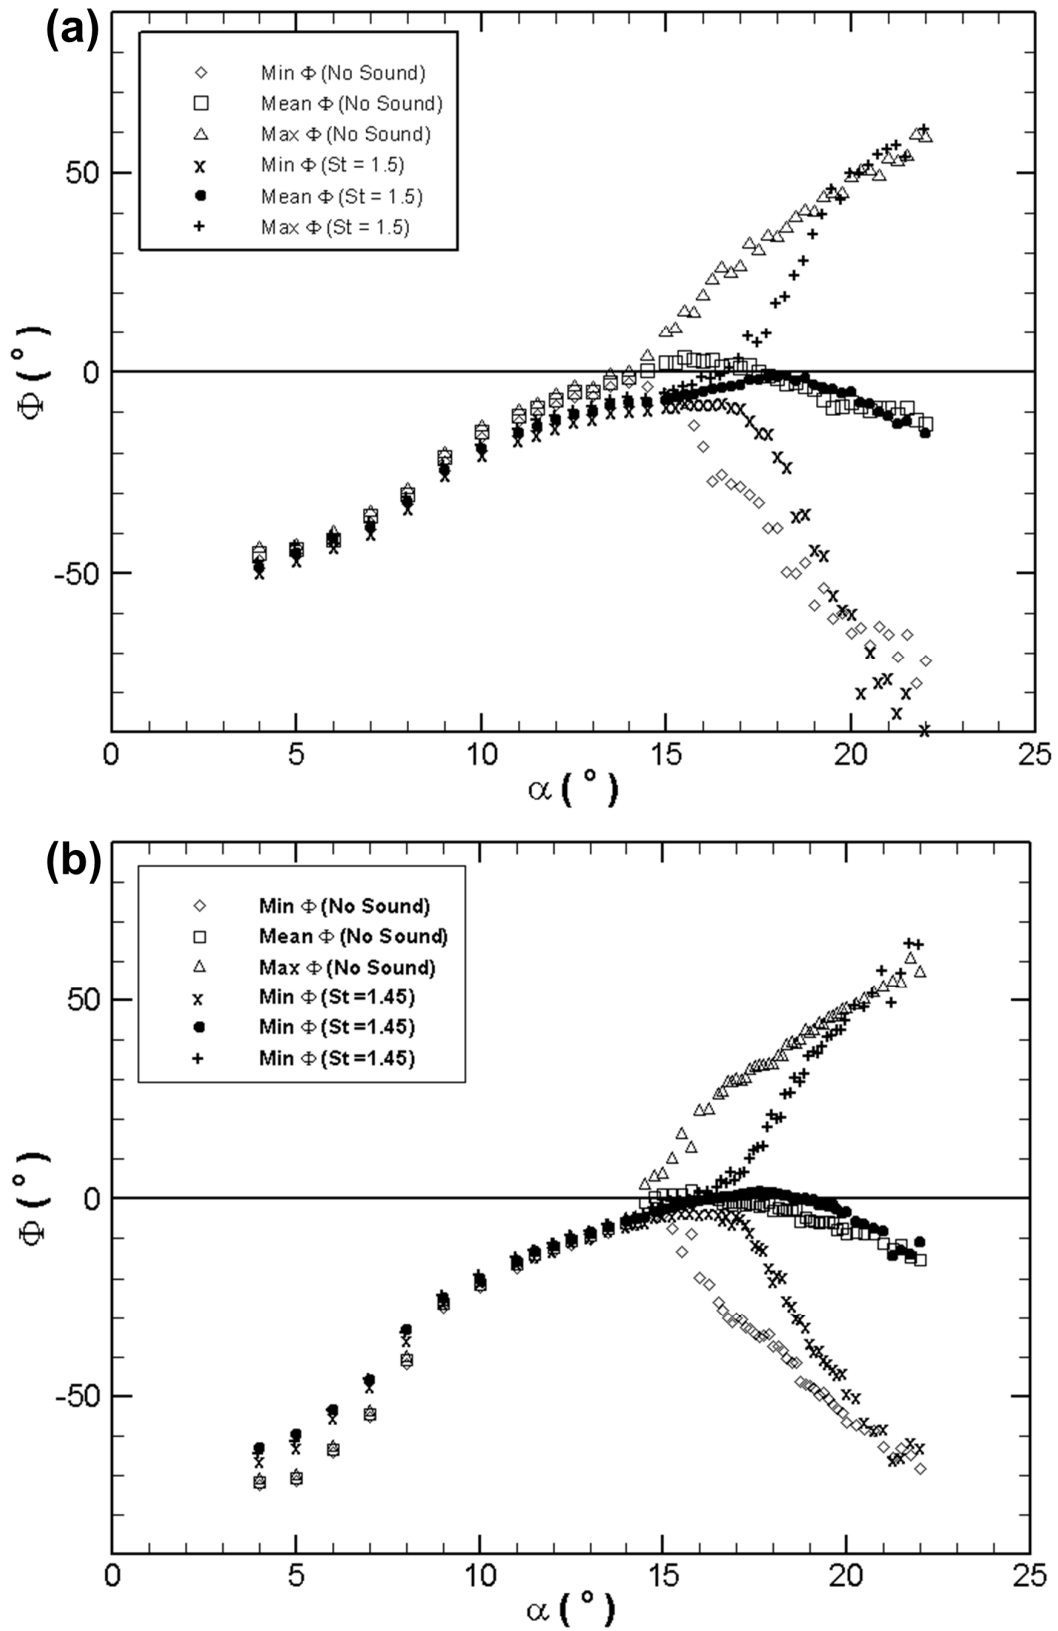 (a)
Min Φ (No Sound)
Mean Φ (No Sound)
Max Φ (No Sound)
Min Φ (St = 1.5)
Mean Φ (St = 1.5)
Max Φ (St = 1.5)
50
0
-50
Φ (°)
0 5 10 15 20 25
α (°)
(b)
Min Φ (No Sound)
Mean Φ (No Sound)
Max Φ (No Sound)
Min Φ (St =1.45)
Min Φ (St =1.45)
Min Φ (St =1.45)
50
0
-50
Φ (°)
0 5 10 15 20 25
α (°)